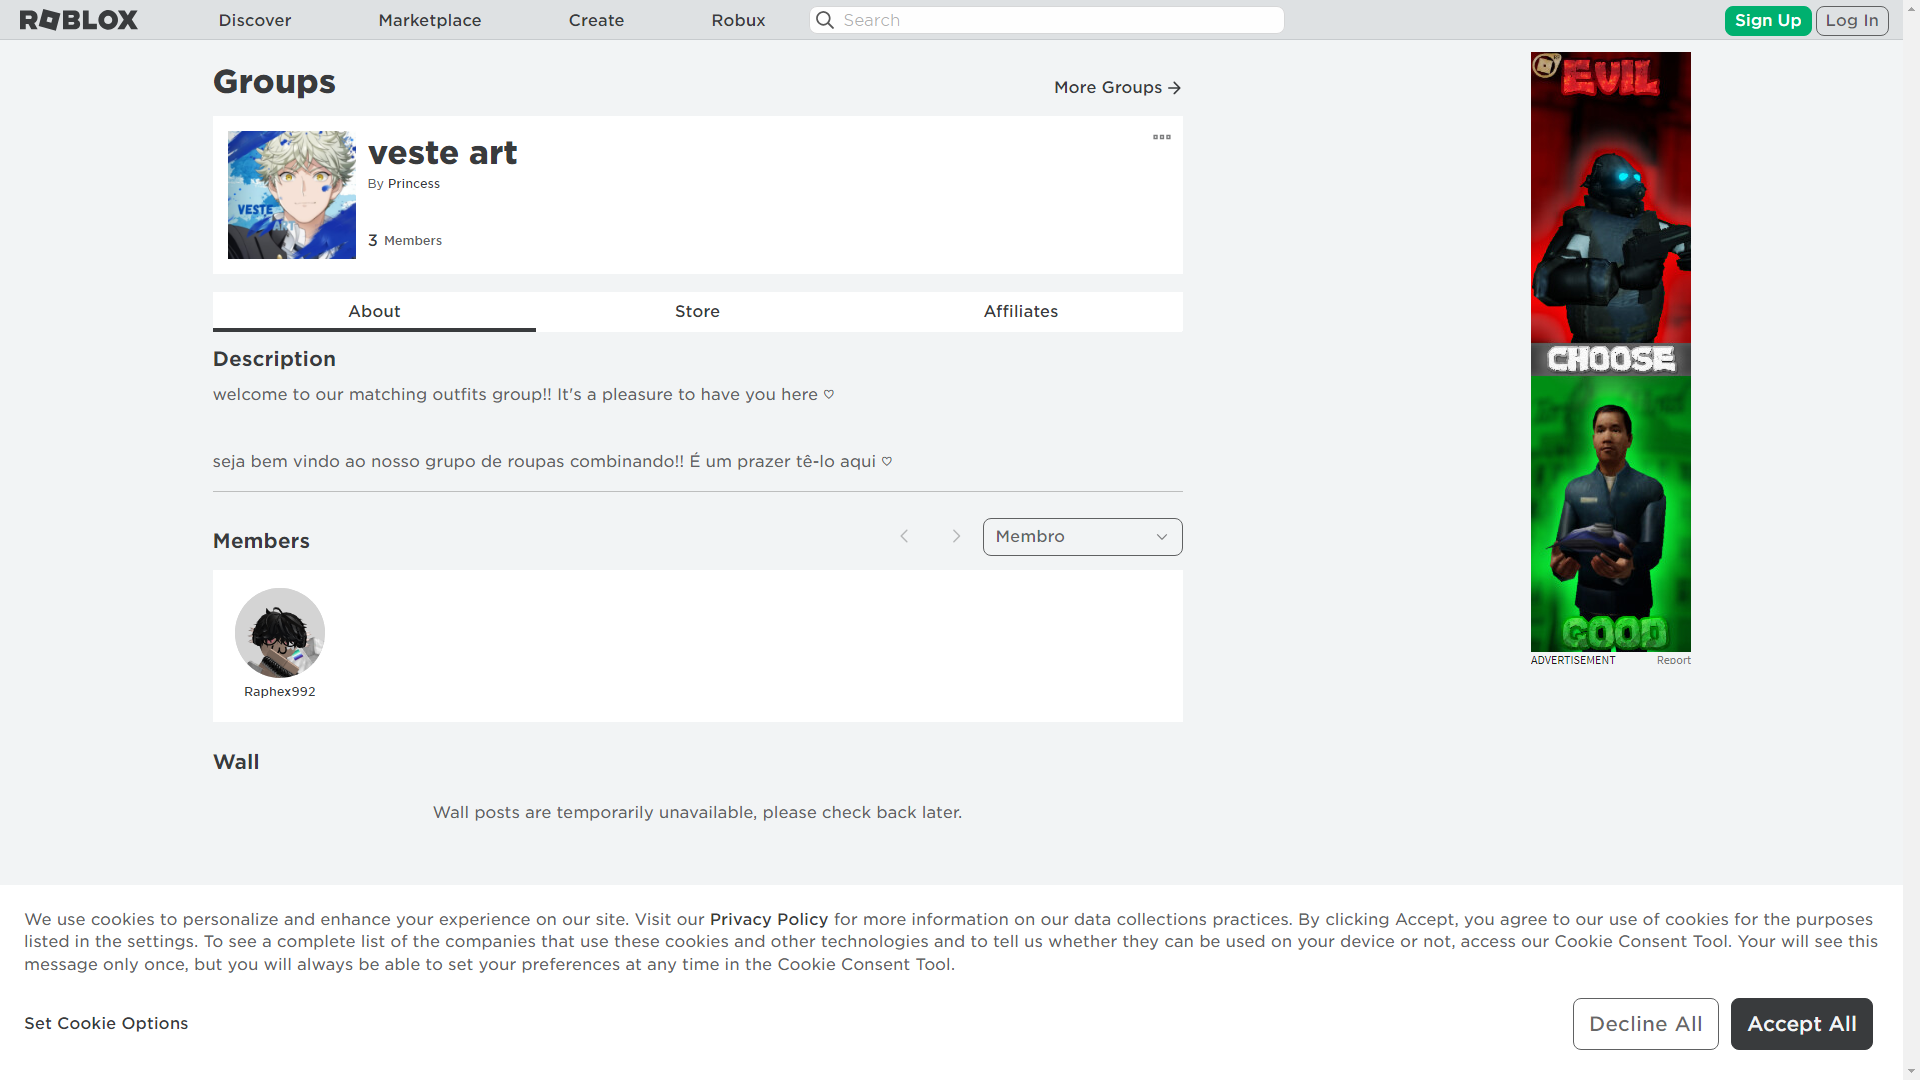 ROBLOX
Discover
Marketplace
Create
Robux
Search
Sign Up
Log In
Groups
More Groups
VESTE
ART
veste art
By Princess
3 Members
About
Store
Affiliates
Description
welcome to our matching outfits group!! It's a pleasure to have you here ♡
seja bem vindo ao nosso grupo de roupas combinando!! É um prazer tê-lo aqui ♡
Members
Membro
Raphex992
Wall
Wall posts are temporarily unavailable, please check back later.
EVIL
CHOOSE
GOOD
ADVERTISEMENT
Report
We use cookies to personalize and enhance your experience on our site. Visit our Privacy Policy for more information on our data collections practices. By clicking Accept, you agree to our use of cookies for the purposes
listed in the settings. To see a complete list of the companies that use these cookies and other technologies and to tell us whether they can be used on your device or not, access our Cookie Consent Tool. Your will see this
message only once, but you will always be able to set your preferences at any time in the Cookie Consent Tool.
Set Cookie Options
Decline All
Accept All